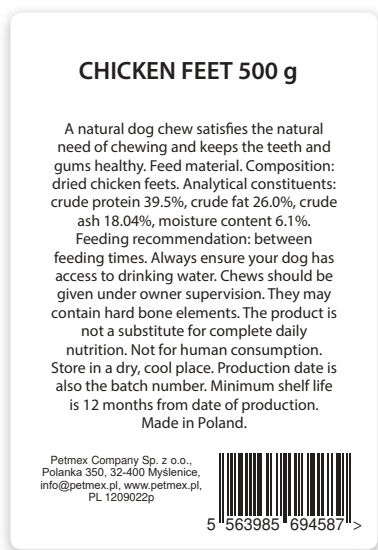 CHICKEN FEET 500 g
A natural dog chew satisfies the natural
need of chewing and keeps the teeth and
gums healthy. Feed material. Composition:
dried chicken feets. Analytical constituents:
crude protein 39.5%, crude fat 26.0%, crude
ash 18.04%, moisture content 6.1%.
Feeding recommendation: between
feeding times. Always ensure your dog has
access to drinking water. Chews should be
given under owner supervision. They may
contain hard bone elements. The product is
not a substitute for complete daily
nutrition. Not for human consumption.
Store in a dry, cool place. Production date is
also the batch number. Minimum shelf life
is 12 months from date of production.
Made in Poland.
Petmex Company Sp. z o.o.,
Polanka 350, 32-400 Myślenice,
info@petmex.pl, www.petmex.pl,
PL 1209022p
5 563985 694587 >